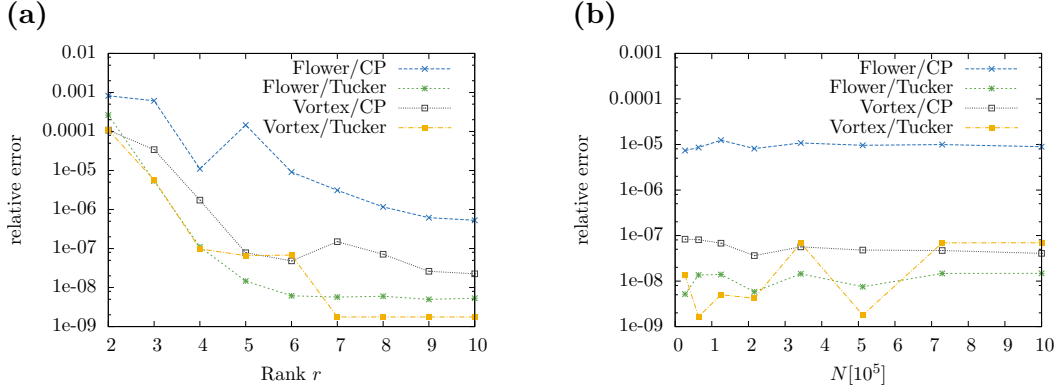 (a)
relative error
0.01
0.001
0.0001
1e-05
1e-06
1e-07
1e-08
1e-09
2 3 4 5 6 7 8 9 10
Rank r
Flower/CP
Flower/Tucker
Vortex/CP
Vortex/Tucker
(b)
relative error
0.001
0.0001
1e-05
1e-06
1e-07
1e-08
1e-09
0 1 2 3 4 5 6 7 8 9 10
N[10⁵]
Flower/CP
Flower/Tucker
Vortex/CP
Vortex/Tucker